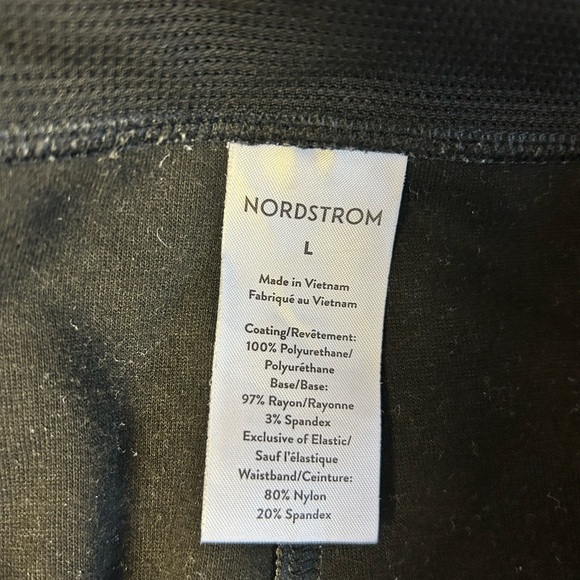 NORDSTROM
L
Made in Vietnam
Fabriqué au Vietnam
Coating/Revêtement:
100% Polyurethane/
Polyuréthane
Base/Base:
97% Rayon/Rayonne
3% Spandex
Exclusive of Elastic/
Sauf l'élastique
Waistband/Ceinture:
80% Nylon
20% Spandex